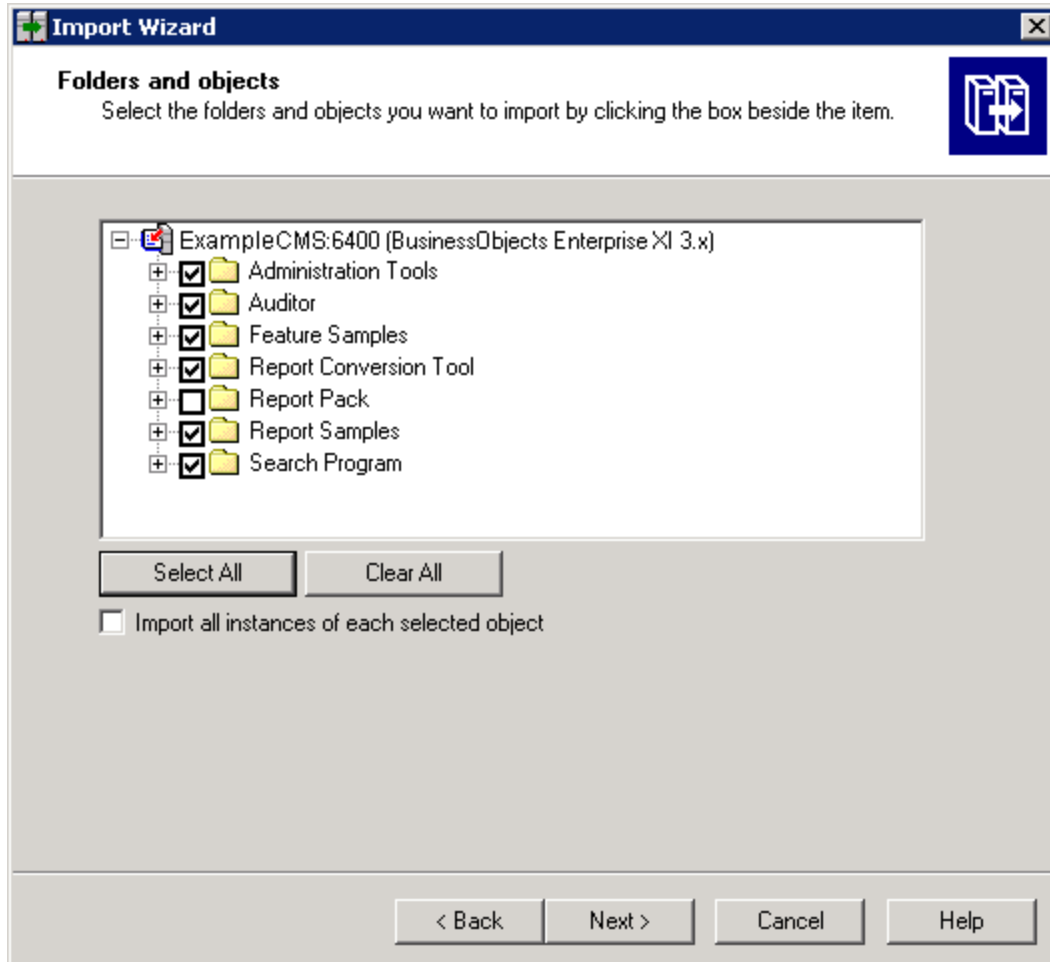 Import Wizard
Folders and objects
Select the folders and objects you want to import by clicking the box beside the item.
ExampleCMS:6400 (BusinessObjects Enterprise XI 3.x)
Administration Tools
Auditor
Feature Samples
Report Conversion Tool
Report Pack
Report Samples
Search Program
Select All
Clear All
Import all instances of each selected object
< Back
Next >
Cancel
Help